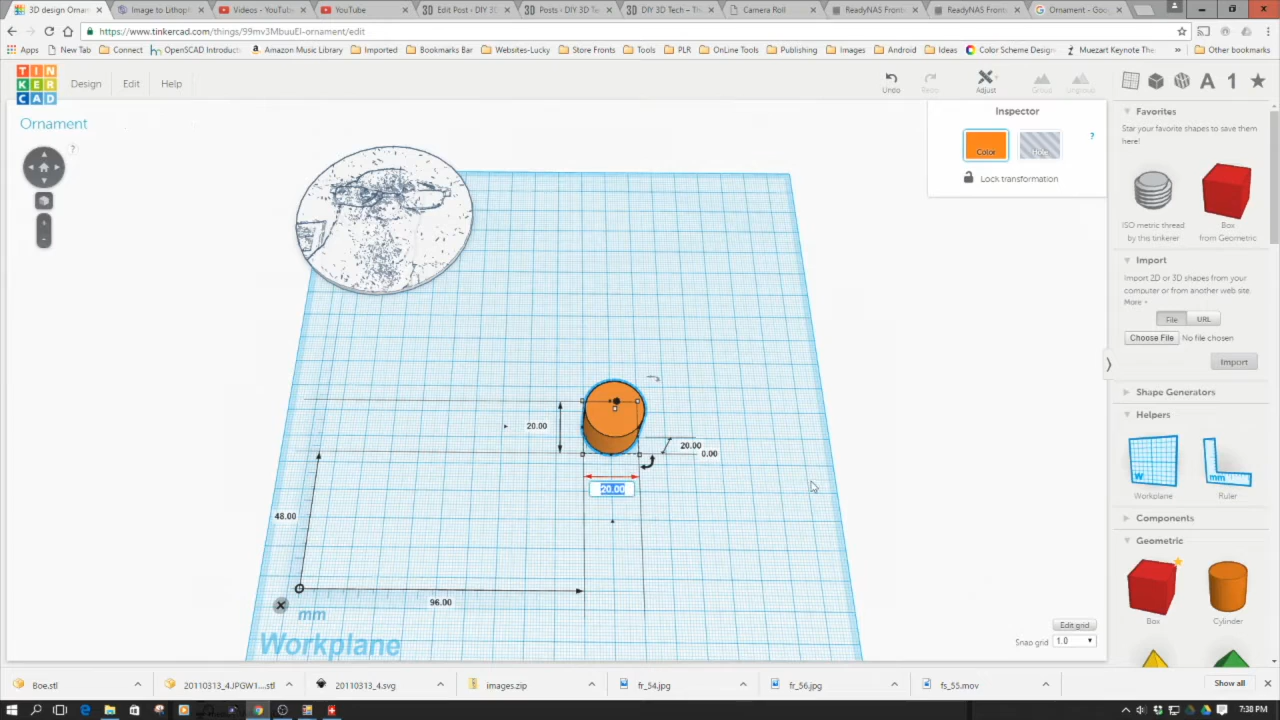 3D design Ornam
Image to Lithopl
Videos - YouTube
YouTube
Edit Post ‹ DIY 3D
Posts ‹ DIY 3D Te
DIY 3D Tech – Th
Camera Roll
ReadyNAS Front
ReadyNAS Front
Ornament - Goo
https://www.tinkercad.com/things/99mv3MbuuEl-ornament/edit
Apps
New Tab
Connect
OpenSCAD Introduct
Amazon Music Library
Imported
Bookmarks Bar
Websites-Lucky
Store Fronts
Tools
PLR
OnLine Tools
Publishing
Images
Android
Ideas
Color Scheme Design
Muezart Keynote The
»
Other bookmarks
TIN
KER
CAD
Design
Edit
Help
Undo
Redo
Adjust
Group
Ungroup
Ornament
?
Inspector
Color
Hole
?
Lock transformation
Favorites
Star your favorite shapes to save them
here!
ISO metric thread
by this tinkerer
Box
from Geometric
Import
Import 2D or 3D shapes from your
computer or from another web site.
More
File
URL
Choose File
No file chosen
Import
Shape Generators
Helpers
W
mm
Workplane
Ruler
Components
Geometric
Box
Cylinder
20.00
20.00
0.00
20.00
48.00
96.00
mm
Workplane
Edit grid
Snap grid
1.0
Boe.stl
20110313_4.JPGW1....stl
20110313_4.svg
images.zip
fr_54.jpg
fr_56.jpg
fs_55.mov
Show all
7:38 PM